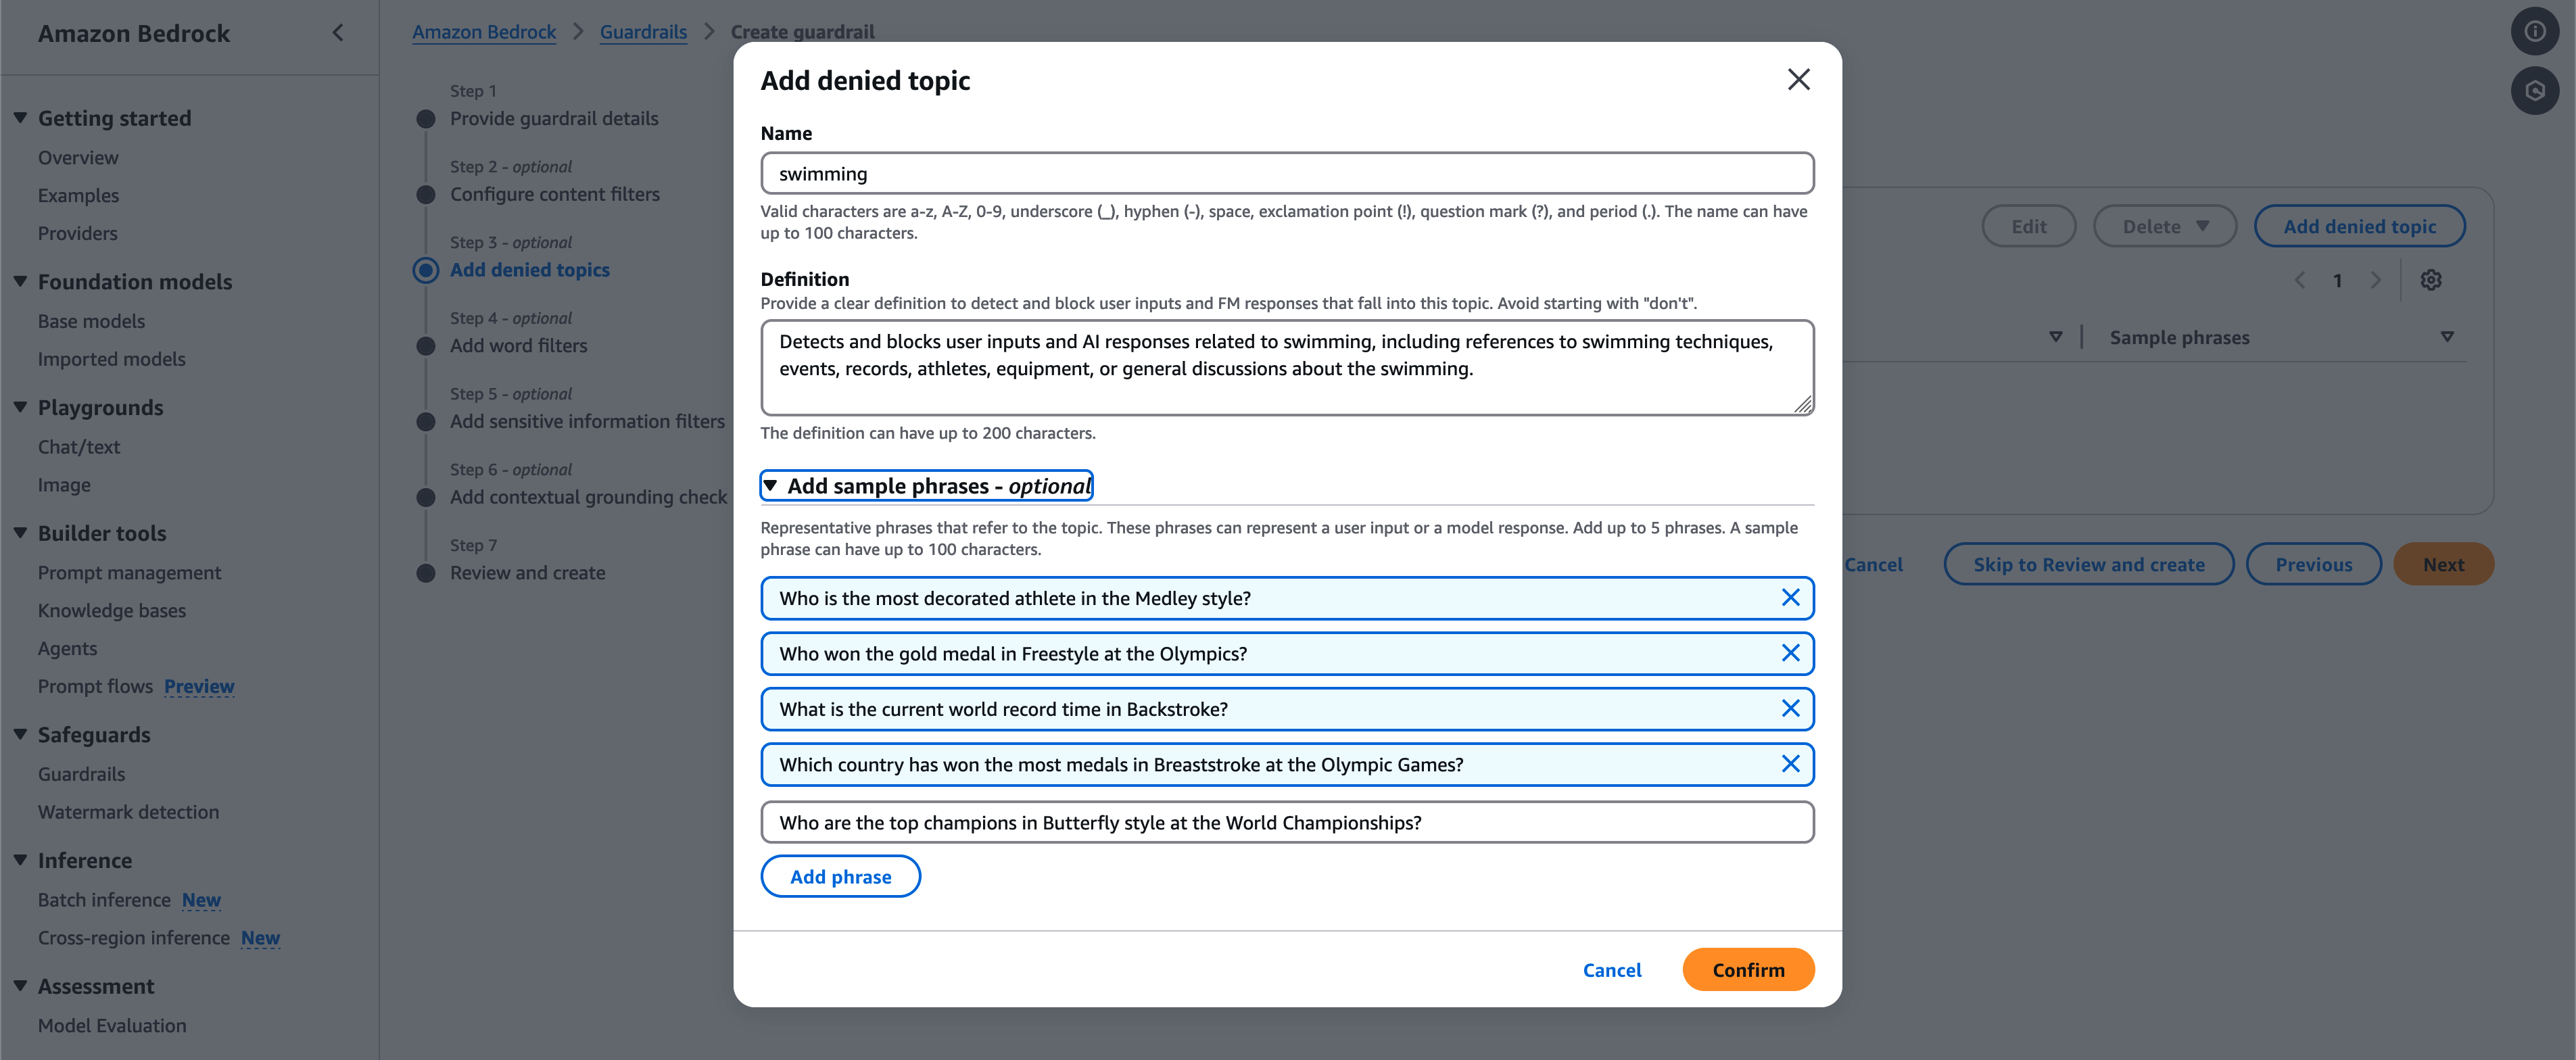 Amazon Bedrock
Getting started
Overview
Examples
Providers
Foundation models
Base models
Imported models
Playgrounds
Chat/text
Image
Builder tools
Prompt management
Knowledge bases
Agents
Prompt flows Preview
Safeguards
Guardrails
Watermark detection
Inference
Batch inference New
Cross-region inference New
Assessment
Model Evaluation
Amazon Bedrock > Guardrails > Create guardrail
Step 1
Provide guardrail details
Step 2 - optional
Configure content filters
Step 3 - optional
Add denied topics
Step 4 - optional
Add word filters
Step 5 - optional
Add sensitive information filters
Step 6 - optional
Add contextual grounding check
Step 7
Review and create
Add denied topic
Name
swimming
Valid characters are a-z, A-Z, 0-9, underscore (_), hyphen (-), space, exclamation point (!), question mark (?), and period (.). The name can have
up to 100 characters.
Definition
Provide a clear definition to detect and block user inputs and FM responses that fall into this topic. Avoid starting with "don't".
Detects and blocks user inputs and AI responses related to swimming, including references to swimming techniques,
events, records, athletes, equipment, or general discussions about the swimming.
The definition can have up to 200 characters.
Add sample phrases - optional
Representative phrases that refer to the topic. These phrases can represent a user input or a model response. Add up to 5 phrases. A sample
phrase can have up to 100 characters.
Who is the most decorated athlete in the Medley style?
Who won the gold medal in Freestyle at the Olympics?
What is the current world record time in Backstroke?
Which country has won the most medals in Breaststroke at the Olympic Games?
Who are the top champions in Butterfly style at the World Championships?
Add phrase
Cancel Confirm
Edit Delete Add denied topic
1
Sample phrases
Cancel Skip to Review and create Previous Next